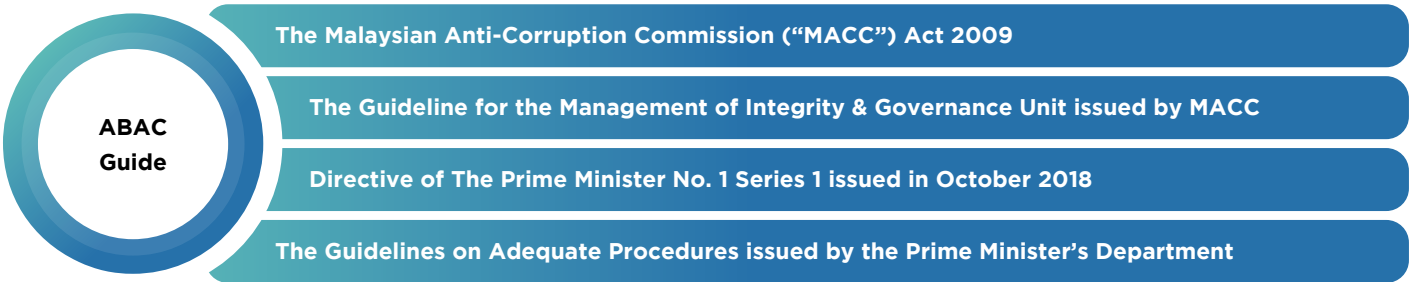 ABAC
Guide
The Malaysian Anti-Corruption Commission (“MACC”) Act 2009
The Guideline for the Management of Integrity & Governance Unit issued by MACC
Directive of The Prime Minister No. 1 Series 1 issued in October 2018
The Guidelines on Adequate Procedures issued by the Prime Minister’s Department